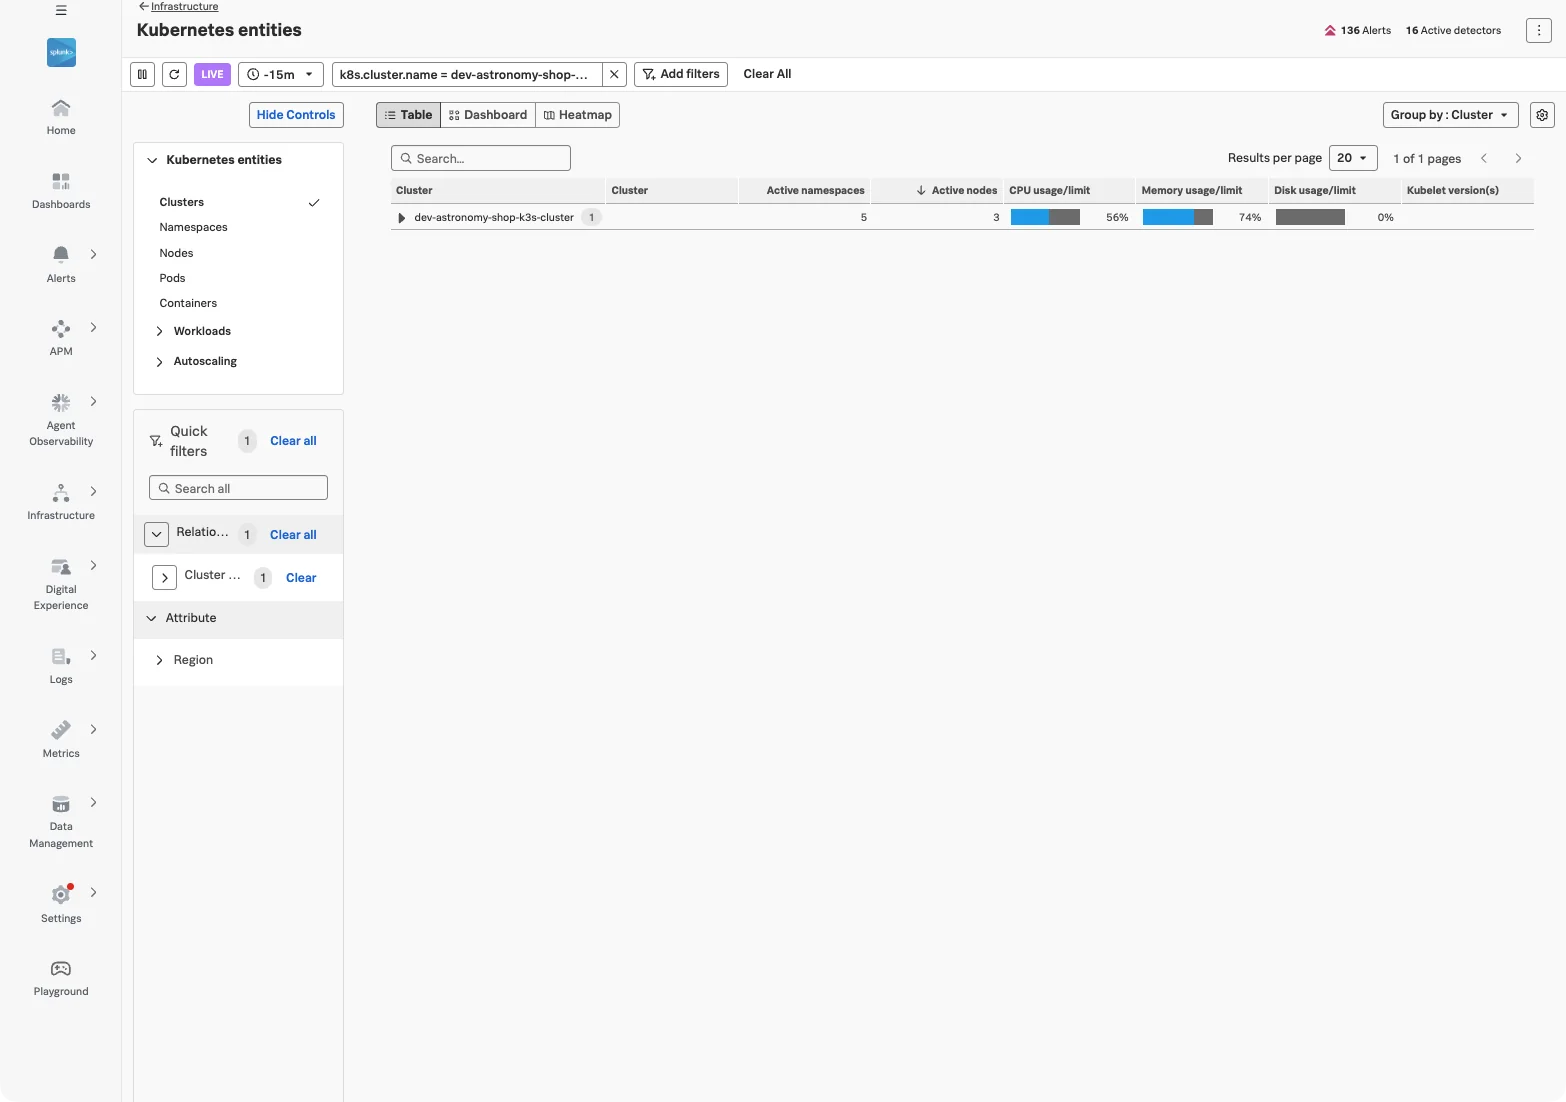 Infrastructure
Kubernetes entities
136 Alerts
16 Active detectors
LIVE
-15m
k8s.cluster.name = dev-astronomy-shop-...
Add filters
Clear All
splunk>
Home
Dashboards
Alerts
APM
Agent
Observability
Infrastructure
Digital
Experience
Logs
Metrics
Data
Management
Settings
Playground
Hide Controls
Kubernetes entities
Clusters
Namespaces
Nodes
Pods
Containers
Workloads
Autoscaling
Quick
filters
1
Clear all
Search all
Relatio...
1
Clear all
Cluster ...
1
Clear
Attribute
Region
Table
Dashboard
Heatmap
Group by : Cluster
Search...
Results per page
20
1 of 1 pages
Cluster
Cluster
Active namespaces
Active nodes
CPU usage/limit
Memory usage/limit
Disk usage/limit
Kubelet version(s)
dev-astronomy-shop-k3s-cluster
1
5
3
56%
74%
0%